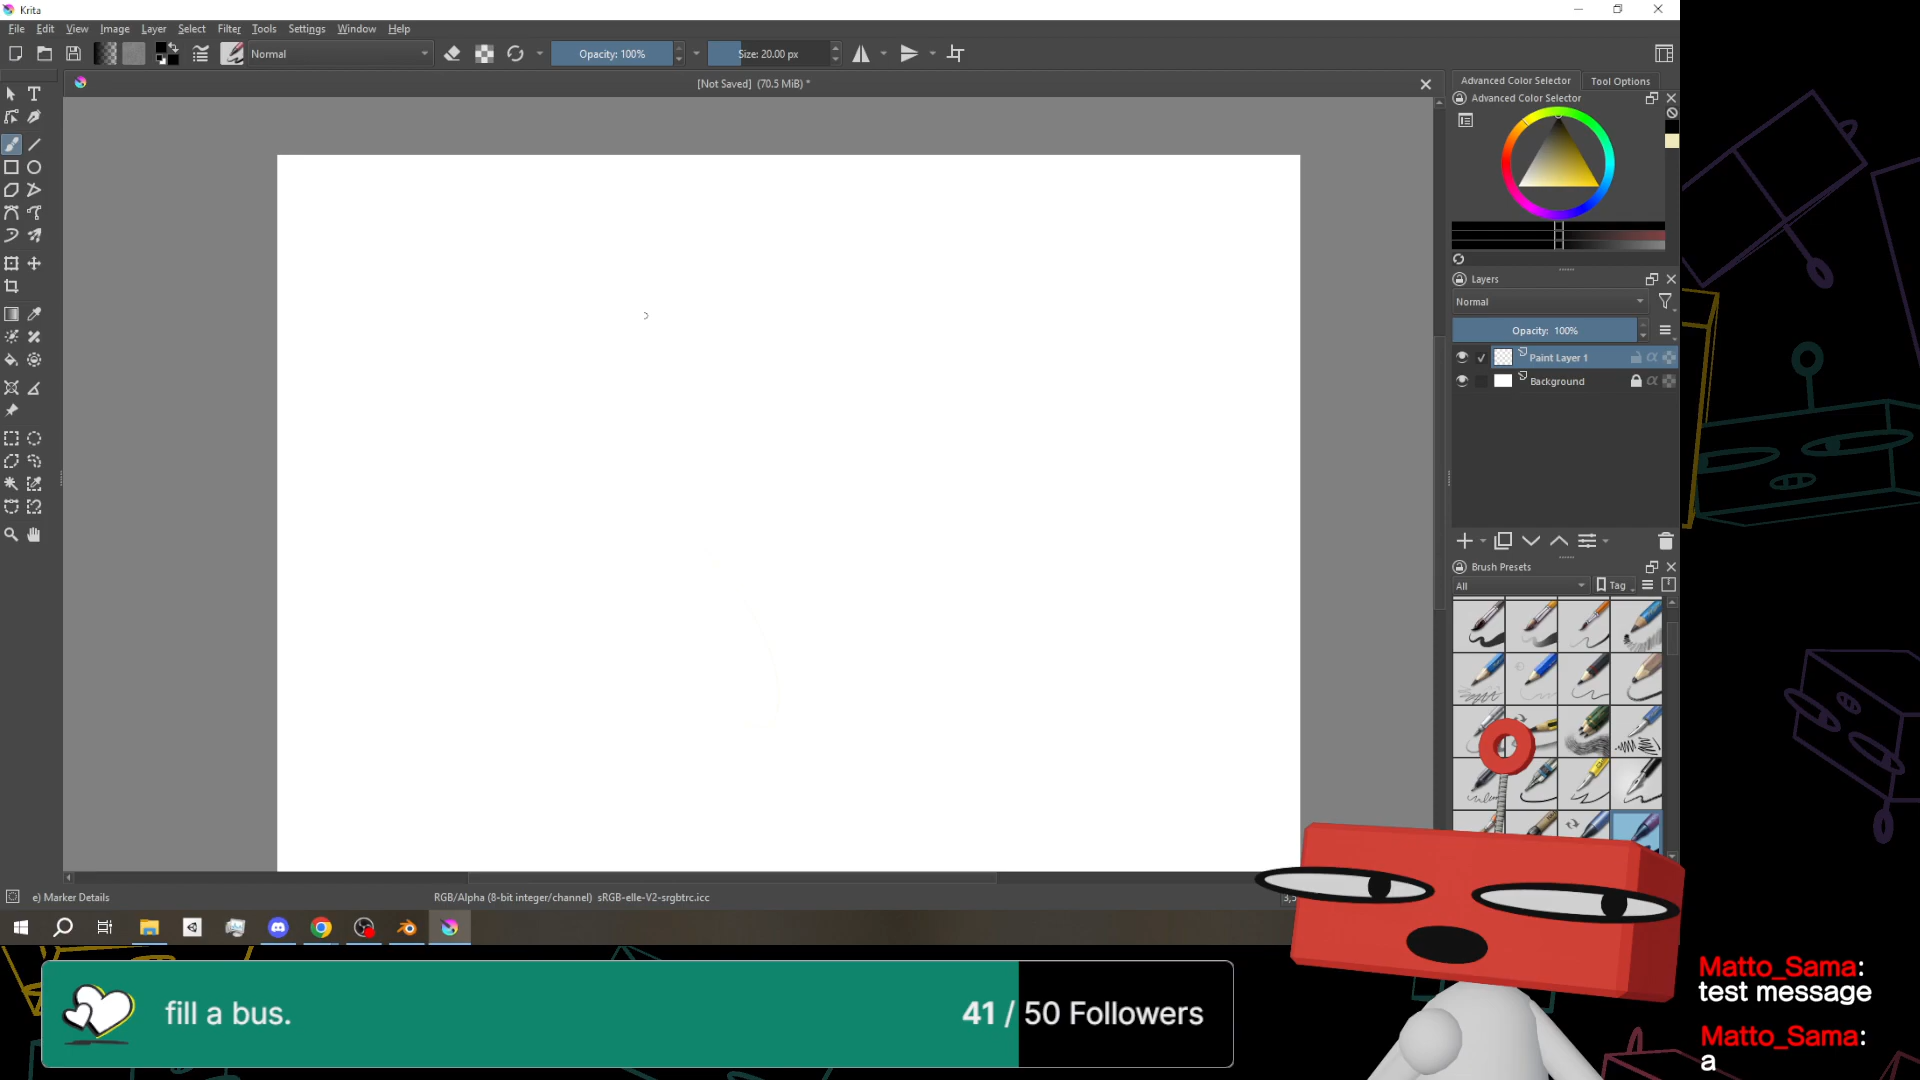 Krita
File Edit View Image Layer Select Filter Tools Settings Window Help
Normal
Opacity: 100%
Size: 20.00 px
[Not Saved] (70.5 MiB) *
Advanced Color Selector
Tool Options
Advanced Color Selector
Layers
Normal
Opacity: 100%
Paint Layer 1
Background
Brush Presets
All
Tag
e) Marker Details
RGB/Alpha (8-bit integer/channel) sRGB-elle-V2-srgbtrc.icc
fill a bus.
41 / 50 Followers
Matto_Sama:
test message
Matto_Sama:
a